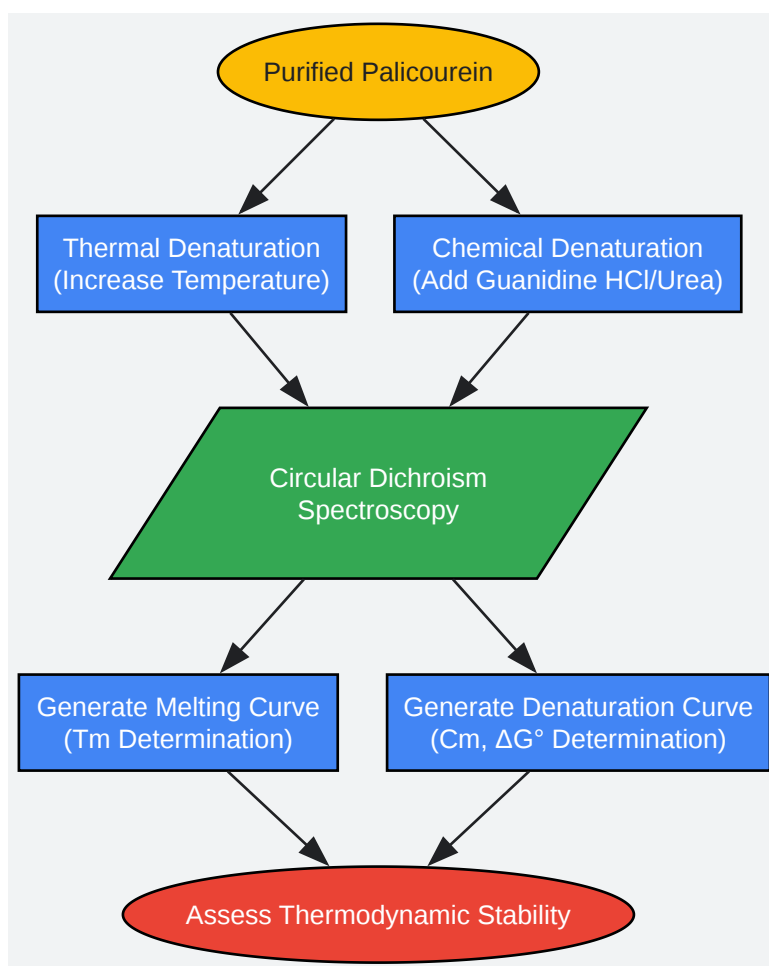 Purified Palicourein
Thermal Denaturation
(Increase Temperature)
Chemical Denaturation
(Add Guanidine HCl/Urea)
Circular Dichroism
Spectroscopy
Generate Melting Curve
(Tm Determination)
Generate Denaturation Curve
(Cm, ΔG° Determination)
Assess Thermodynamic Stability